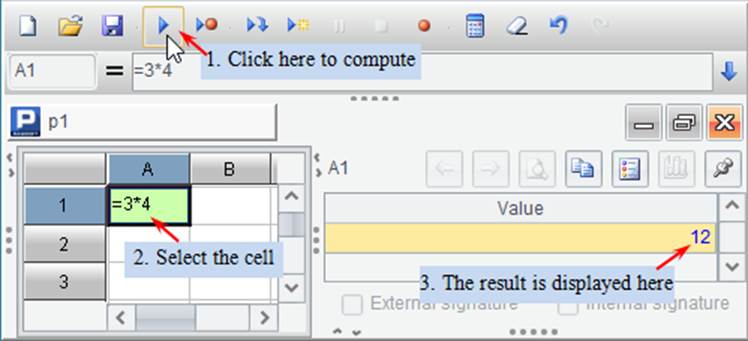 1. Click here to compute
A1 = =3*4
p1
A B
A1
1 =3*4
Value
2
12
2. Select the cell
3
3. The result is displayed here
External signature Internal signature